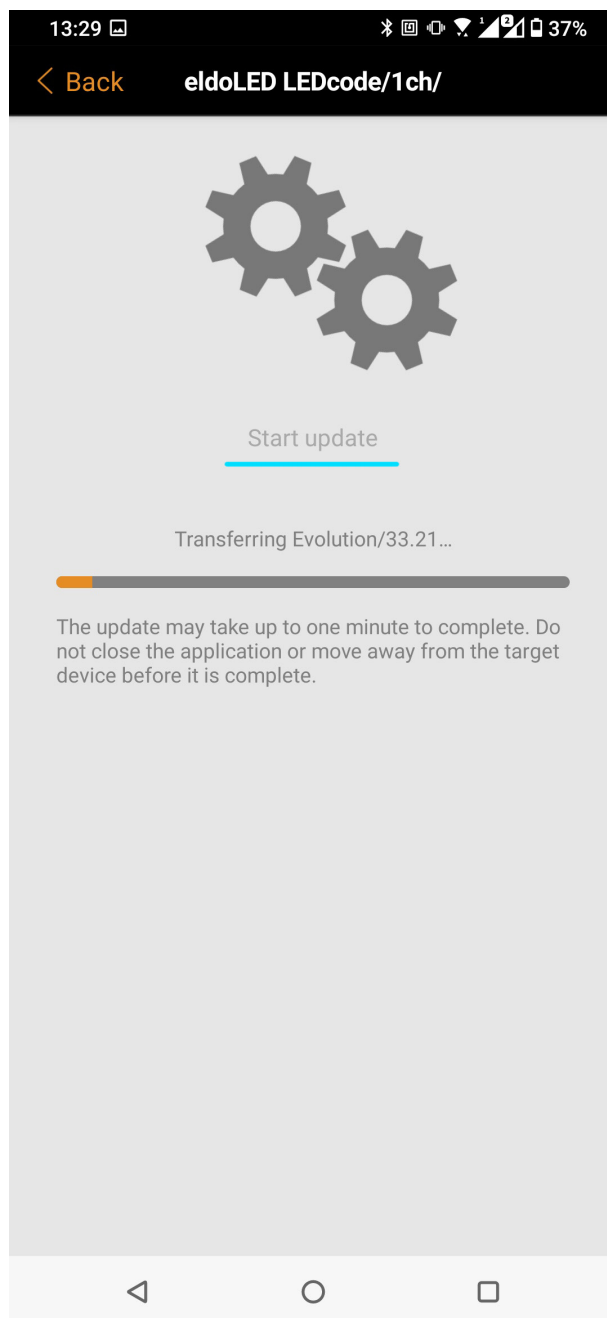 13:29 1 2 37%
Back eldoLED LEDcode/1ch/
Start update
Transferring Evolution/33.21...
The update may take up to one minute to complete. Do
not close the application or move away from the target
device before it is complete.